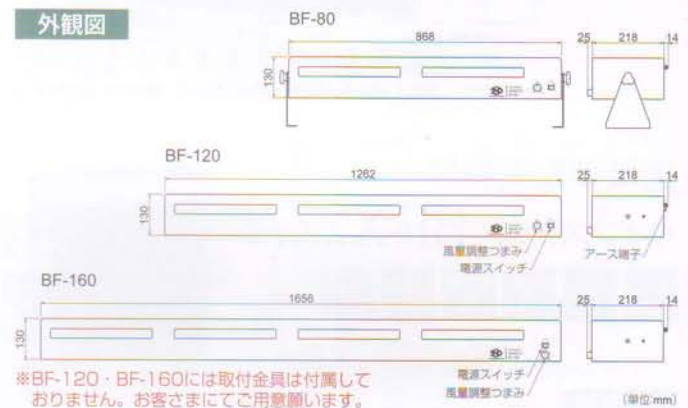 外観図
BF-80
868
130
25 218 14
BF-120
1262
130
25 218 14
風量調整つまみ
電源スイッチ
アース端子
BF-160
1656
130
25 218 14
電源スイッチ
風量調整つまみ
※BF-120・BF-160には取付金具は付属して
おりません。お客さまにてご用意願います。
(単位:mm)